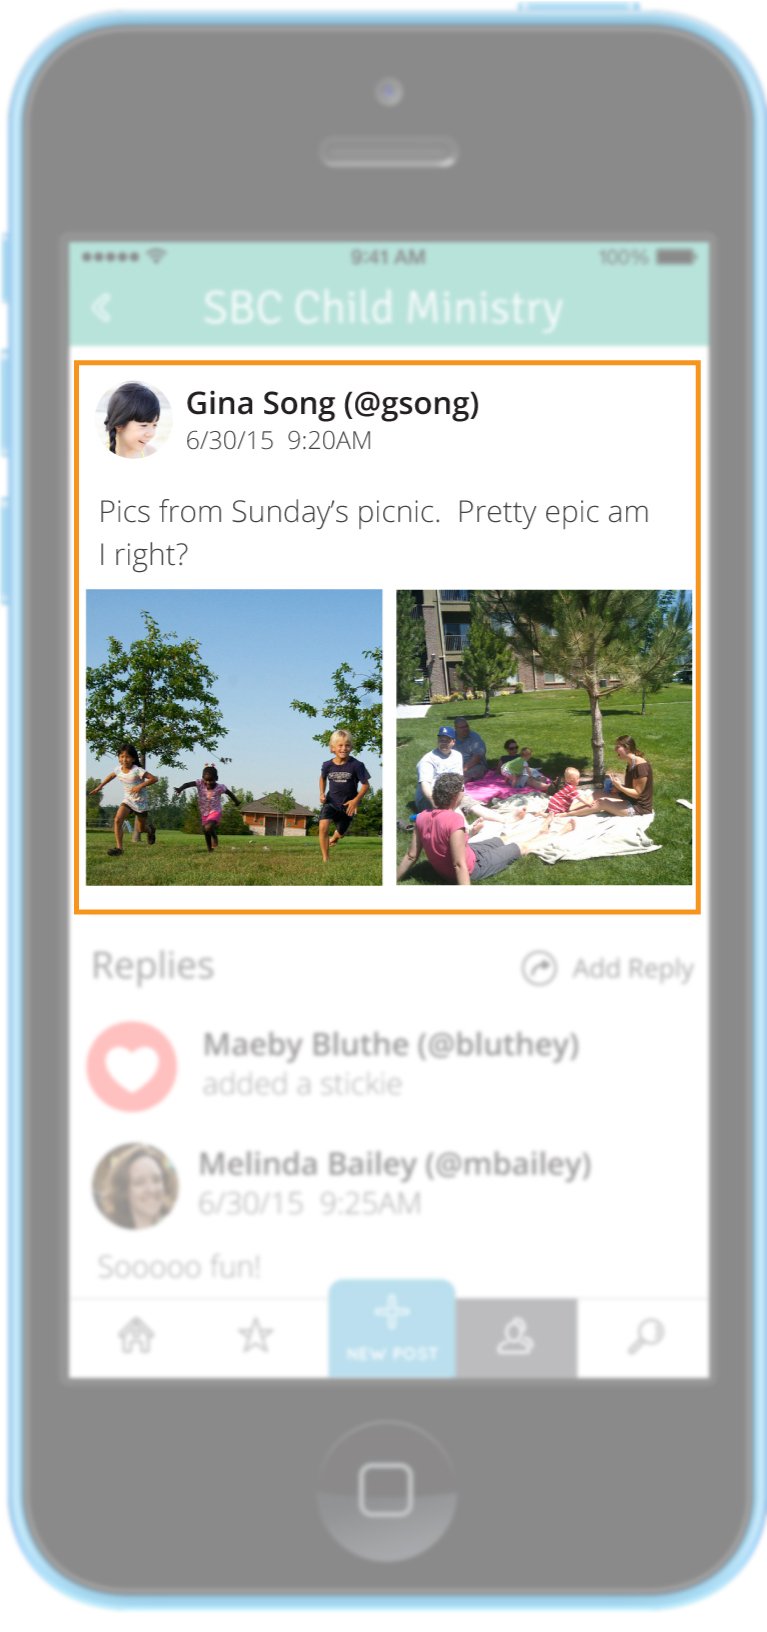 9:41 AM
100%
SBC Child Ministry
Gina Song (@gsong)
6/30/15 9:20AM
Pics from Sunday’s picnic. Pretty epic am
I right?
Replies
Add Reply
Maeby Bluthe (@bluthey)
added a stickie
Melinda Bailey (@mbailey)
6/30/15 9:25AM
Sooooo fun!
NEW POST